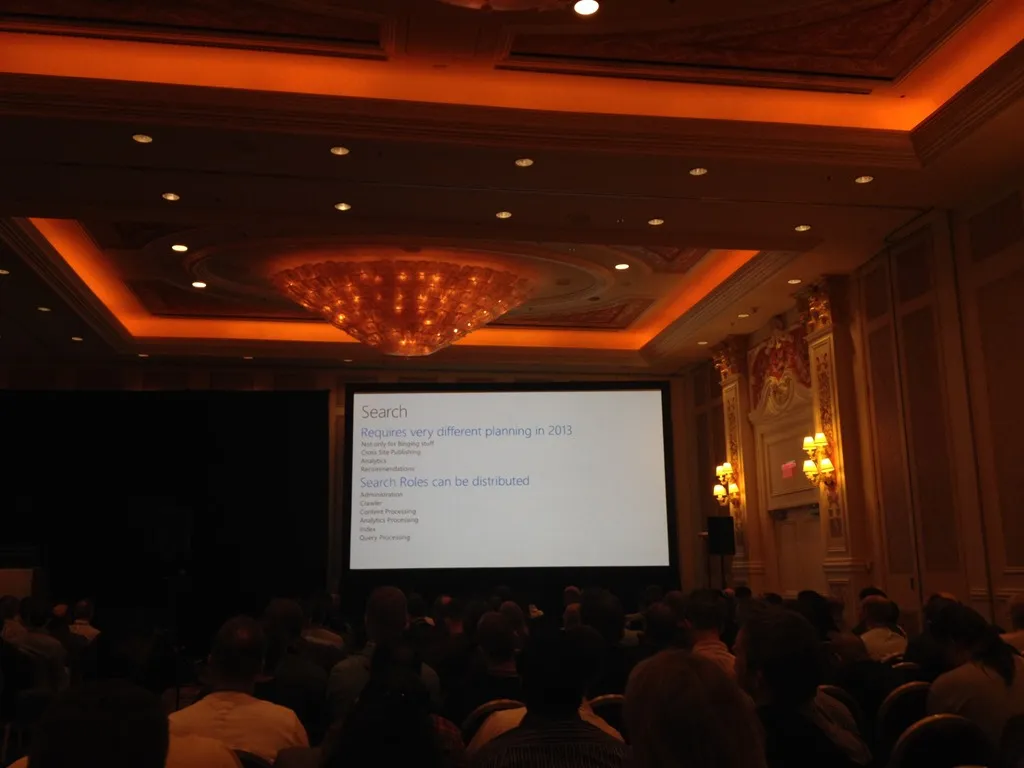 Search
Requires very different planning in 2013
Not only for Binging stuff
Cross Site Publishing
Analytics
Recommendations
Search Roles can be distributed
Administration
Crawler
Content Processing
Analytics Processing
Index
Query Processing